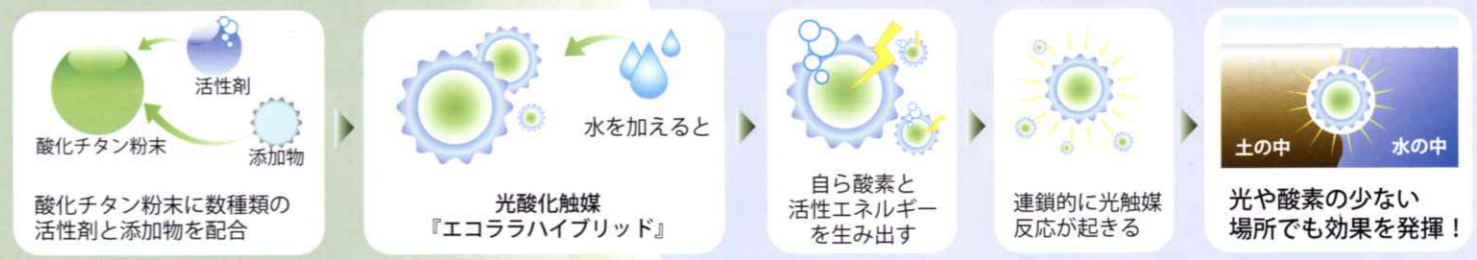 活性剤
酸化チタン粉末
添加物
酸化チタン粉末に数種類の
活性剤と添加物を配合
水を加えると
光酸化触媒
『エコララハイブリッド』
自ら酸素と
活性エネルギー
を生み出す
連鎖的に光触媒
反応が起きる
土の中
水の中
光や酸素の少ない
場所でも効果を発揮！